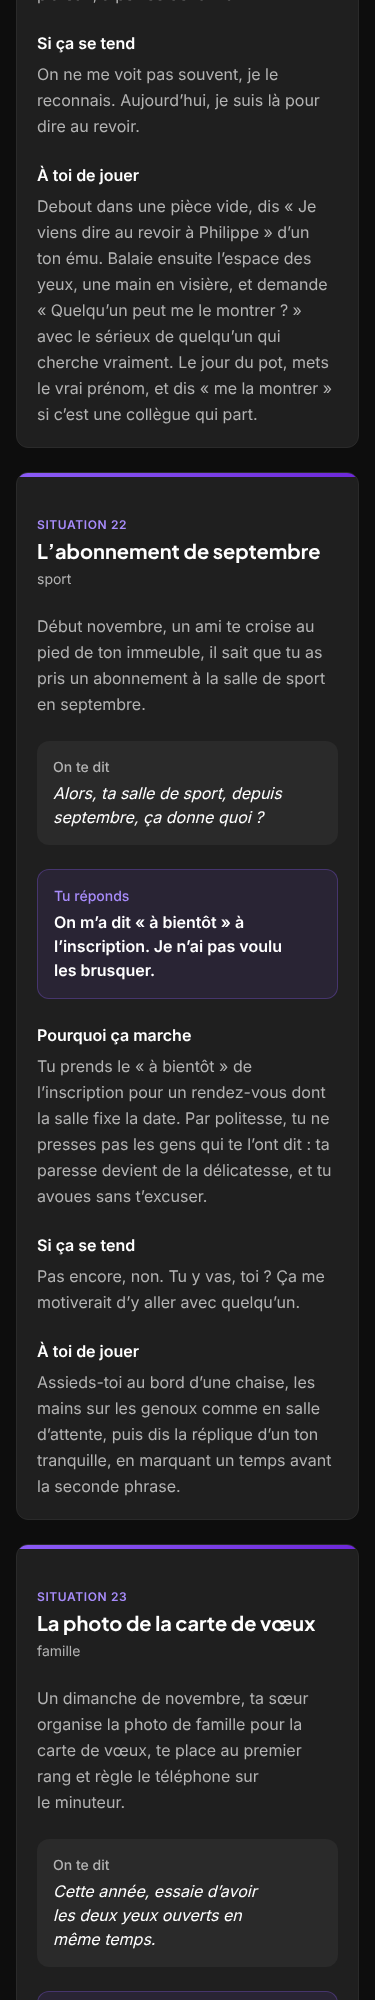 Si ça se tend
On ne me voit pas souvent, je le
reconnais. Aujourd’hui, je suis là pour
dire au revoir.
À toi de jouer
Debout dans une pièce vide, dis « Je
viens dire au revoir à Philippe » d’un
ton ému. Balaie ensuite l’espace des
yeux, une main en visière, et demande
« Quelqu’un peut me le montrer ? »
avec le sérieux de quelqu’un qui
cherche vraiment. Le jour du pot, mets
le vrai prénom, et dis « me la montrer »
si c’est une collègue qui part.
SITUATION 22
L’abonnement de septembre
sport
Début novembre, un ami te croise au
pied de ton immeuble, il sait que tu as
pris un abonnement à la salle de sport
en septembre.
On te dit
Alors, ta salle de sport, depuis
septembre, ça donne quoi ?
Tu réponds
On m’a dit « à bientôt » à
l’inscription. Je n’ai pas voulu
les brusquer.
Pourquoi ça marche
Tu prends le « à bientôt » de
l’inscription pour un rendez-vous dont
la salle fixe la date. Par politesse, tu ne
presses pas les gens qui te l’ont dit : ta
paresse devient de la délicatesse, et tu
avoues sans t’excuser.
Si ça se tend
Pas encore, non. Tu y vas, toi ? Ça me
motiverait d’y aller avec quelqu’un.
À toi de jouer
Assieds-toi au bord d’une chaise, les
mains sur les genoux comme en salle
d’attente, puis dis la réplique d’un ton
tranquille, en marquant un temps avant
la seconde phrase.
SITUATION 23
La photo de la carte de vœux
famille
Un dimanche de novembre, ta sœur
organise la photo de famille pour la
carte de vœux, te place au premier
rang et règle le téléphone sur
le minuteur.
On te dit
Cette année, essaie d’avoir
les deux yeux ouverts en
même temps.